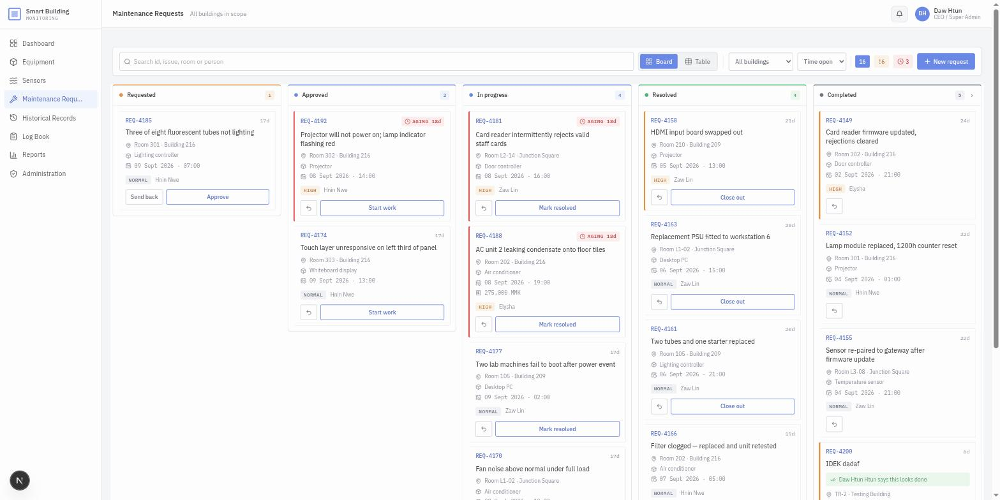 Smart Building
MONITORING
Dashboard
Equipment
Sensors
Maintenance Requ...
Historical Records
Log Book
Reports
Administration
N
Maintenance Requests All buildings in scope
DH
Daw Htun
CEO / Super Admin
Search id, issue, room or person
Board
Table
All buildings
Time open
16
!6
3
+ New request
Requested 1
REQ-4185 17d
Three of eight fluorescent tubes not lighting
Room 301 · Building 216
Lighting controller
09 Sept 2026 · 07:00
NORMAL Hnin Nwe
Send back Approve
Approved 2
REQ-4192 AGING 18d
Projector will not power on; lamp indicator
flashing red
Room 302 · Building 216
Projector
08 Sept 2026 · 14:00
HIGH Hnin Nwe
Start work
REQ-4174 17d
Touch layer unresponsive on left third of panel
Room 303 · Building 216
Whiteboard display
09 Sept 2026 · 13:00
NORMAL Hnin Nwe
Start work
In progress 4
REQ-4181 AGING 18d
Card reader intermittently rejects valid
staff cards
Room L2-14 · Junction Square
Door controller
08 Sept 2026 · 16:00
HIGH Zaw Lin
Mark resolved
REQ-4188 AGING 18d
AC unit 2 leaking condensate onto floor tiles
Room 202 · Building 216
Air conditioner
08 Sept 2026 · 19:00
275,000 MMK
HIGH Elysha
Mark resolved
REQ-4177 17d
Two lab machines fail to boot after power event
Room 105 · Building 209
Desktop PC
09 Sept 2026 · 02:00
NORMAL Zaw Lin
Mark resolved
REQ-4170 17d
Fan noise above normal under full load
Room L1-02 · Junction Square
Air conditioner
Resolved 4
REQ-4158 21d
HDMI input board swapped out
Room 210 · Building 209
Projector
05 Sept 2026 · 13:00
HIGH Zaw Lin
Close out
REQ-4163 20d
Replacement PSU fitted to workstation 6
Room L1-02 · Junction Square
Desktop PC
06 Sept 2026 · 15:00
NORMAL Zaw Lin
Close out
REQ-4161 20d
Two tubes and one starter replaced
Room 105 · Building 209
Lighting controller
06 Sept 2026 · 21:00
NORMAL Zaw Lin
Close out
REQ-4166 19d
Filter clogged — replaced and unit retested
Room 202 · Building 216
Air conditioner
07 Sept 2026 · 05:00
NORMAL Hnin Nwe
Completed 5 ›
REQ-4149 24d
Card reader firmware updated,
rejections cleared
Room 302 · Building 216
Door controller
02 Sept 2026 · 21:00
HIGH Elysha
REQ-4152 22d
Lamp module replaced, 1200h counter reset
Room 301 · Building 216
Projector
04 Sept 2026 · 01:00
NORMAL Hnin Nwe
REQ-4155 22d
Sensor re-paired to gateway after
firmware update
Room L3-08 · Junction Square
Temperature sensor
04 Sept 2026 · 21:00
NORMAL Zaw Lin
REQ-4200 6d
IDEK dadaf
Daw Htun Htun says this looks done
TR-2 · Testing Building